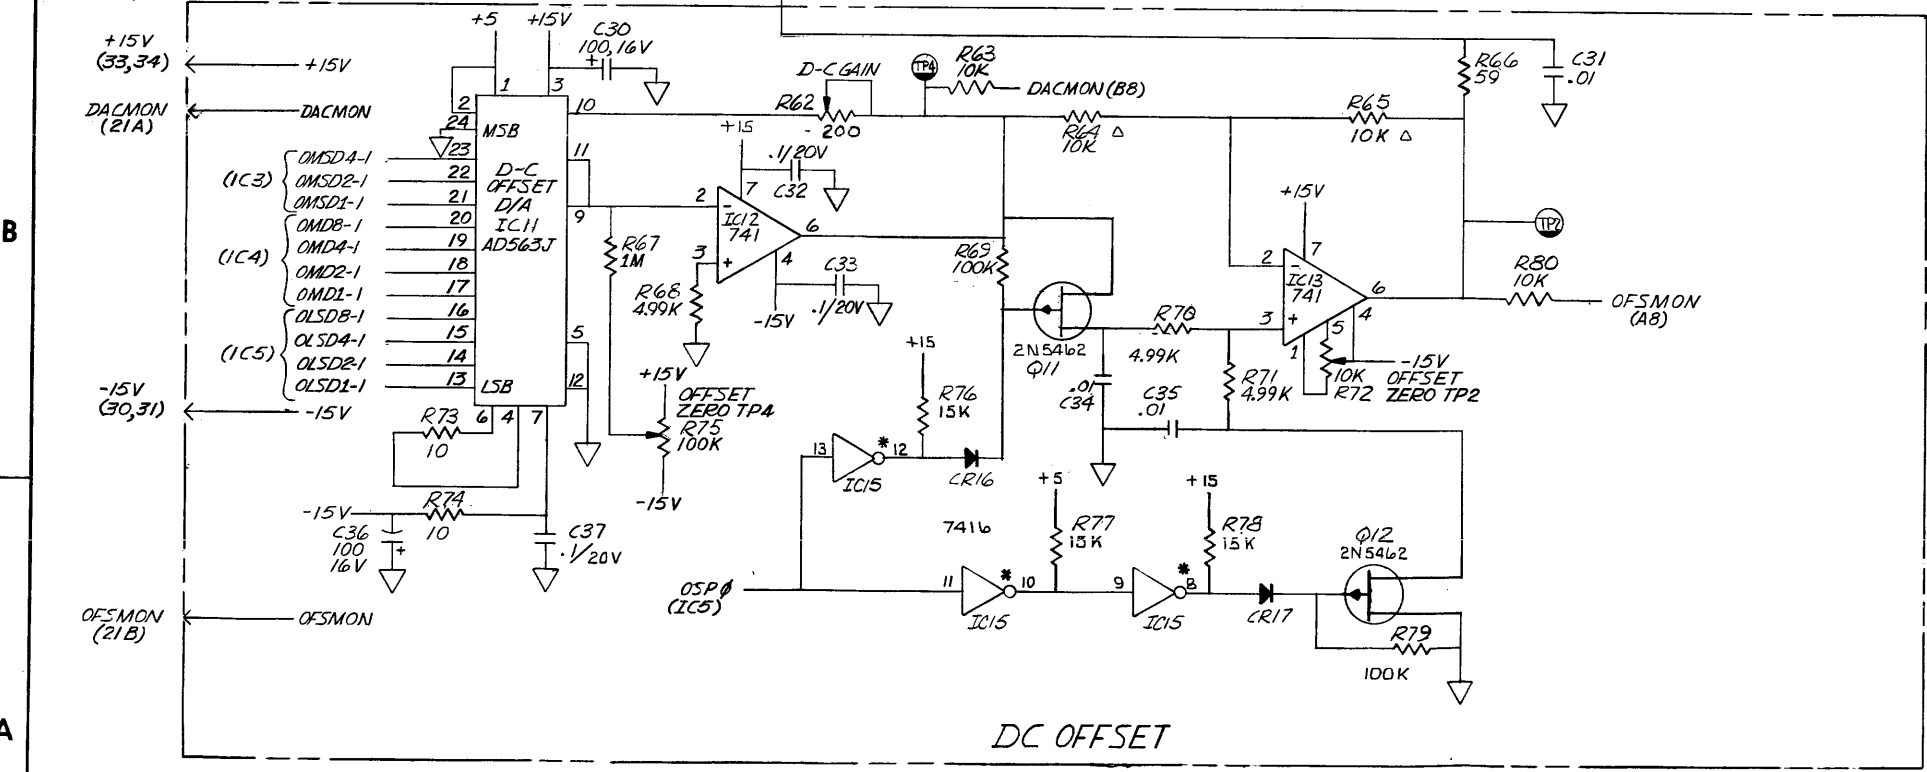 +5 +15V
C30
100,16V
+
+15V
(33,34)
+15V
1 3
DACMON
(21A)
DACMON
2
10
24
MSB
D-C GAIN
R62
200
TP4
R63
10K
DACMON (B8)
R64 △
10K
R65
10K △
R66
59
C31
.01
(IC3)
OMSD4-1 23
OMSD2-1 22
OMSD1-1 21
(IC4)
OMD8-1 20
OMD4-1 19
OMD2-1 18
OMD1-1 17
(IC5)
OLSD8-1 16
OLSD4-1 15
OLSD2-1 14
OLSD1-1 13
D-C
OFFSET
D/A
IC11
AD563J
LSB
11
9
5
12
6 4 7
+15
.1/20V
C32
7
2 -
IC12
741
6
3 +
4
R67
1M
R68
4.99K
C33
.1/20V
-15V
R69
100K
2N5462
Q11
R70
4.99K
.01
C34
C35
.01
R71
4.99K
+15V
7
2 -
IC13
741
6
3 +
1 5 4
10K
R72
-15V
OFFSET
ZERO TP2
TP2
R80
10K
OFSMON
(A8)
-15V
(30,31)
-15V
R73
10
+15V
OFFSET
ZERO TP4
R75
100K
-15V
+15
R76
15K
13 * 12
IC15
CR16
-15V
R74
10
C36
100
16V
+
C37
.1/20V
7416
+5
R77
15K
+15
R78
15K
OSPφ
(IC5)
11 * 10
IC15
9 * 8
IC15
CR17
Q12
2N5462
R79
100K
OFSMON
(21B)
OFSMON
B
A
DC OFFSET